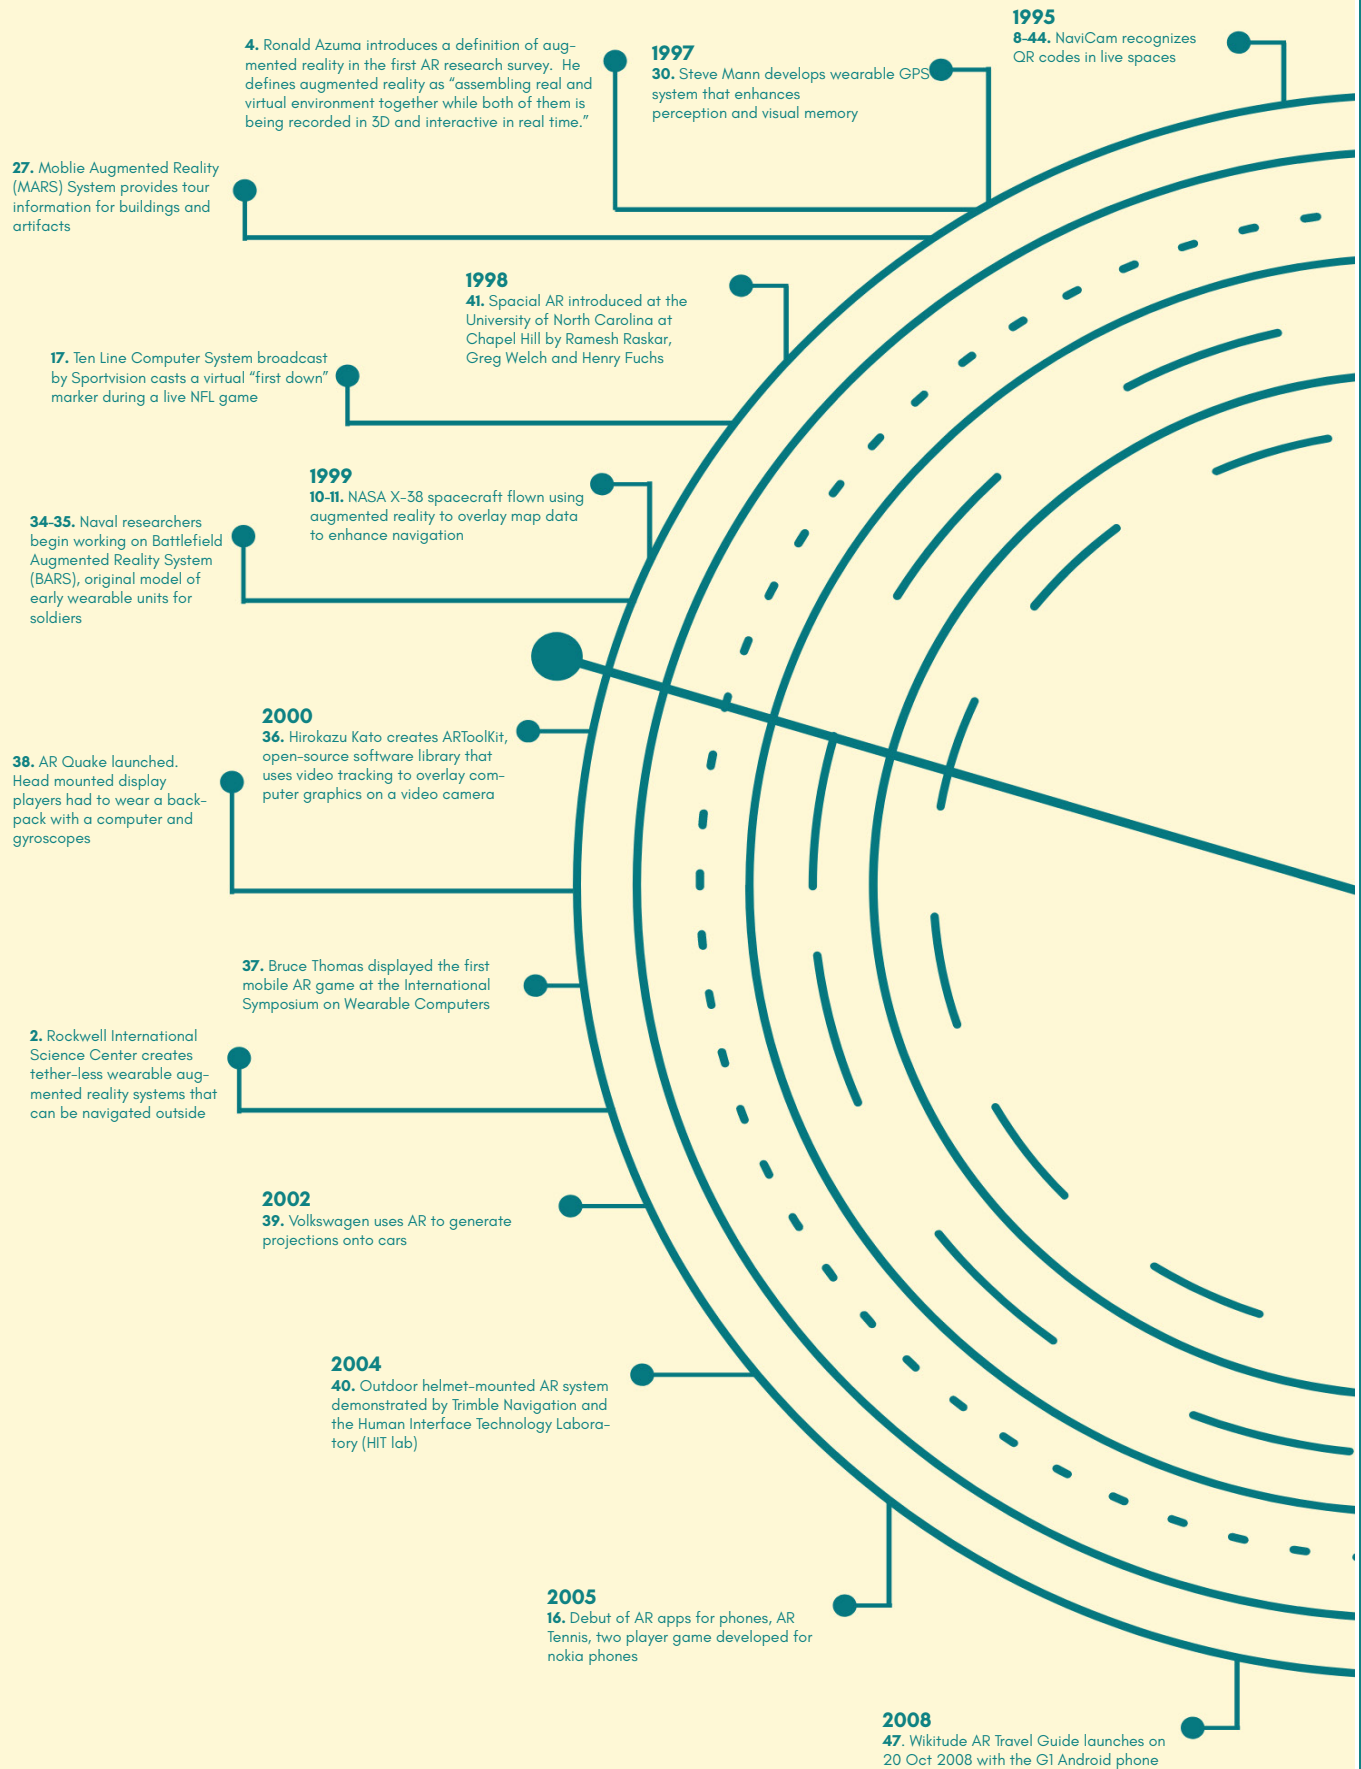 1995
8-44. NaviCam recognizes
QR codes in live spaces
1997
30. Steve Mann develops wearable GPS
system that enhances
perception and visual memory
4. Ronald Azuma introduces a definition of aug-
mented reality in the first AR research survey.  He
defines augmented reality as “assembling real and
virtual environment together while both of them is
being recorded in 3D and interactive in real time.”
27. Moblie Augmented Reality
(MARS) System provides tour
information for buildings and
artifacts
1998
41. Spacial AR introduced at the
University of North Carolina at
Chapel Hill by Ramesh Raskar,
Greg Welch and Henry Fuchs
17. Ten Line Computer System broadcast
by Sportvision casts a virtual “first down”
marker during a live NFL game
1999
10-11. NASA X-38 spacecraft flown using
augmented reality to overlay map data
to enhance navigation
34-35. Naval researchers
begin working on Battlefield
Augmented Reality System
(BARS), original model of
early wearable units for
soldiers
2000
36. Hirokazu Kato creates ARToolKit,
open-source software library that
uses video tracking to overlay com-
puter graphics on a video camera
38. AR Quake launched.
Head mounted display
players had to wear a back-
pack with a computer and
gyroscopes
37. Bruce Thomas displayed the first
mobile AR game at the International
Symposium on Wearable Computers
2. Rockwell International
Science Center creates
tether-less wearable aug-
mented reality systems that
can be navigated outside
2002
39. Volkswagen uses AR to generate
projections onto cars
2004
40. Outdoor helmet-mounted AR system
demonstrated by Trimble Navigation and
the Human Interface Technology Labora-
tory (HIT lab)
2005
16. Debut of AR apps for phones, AR
Tennis, two player game developed for
nokia phones
2008
47. Wikitude AR Travel Guide launches on
20 Oct 2008 with the G1 Android phone